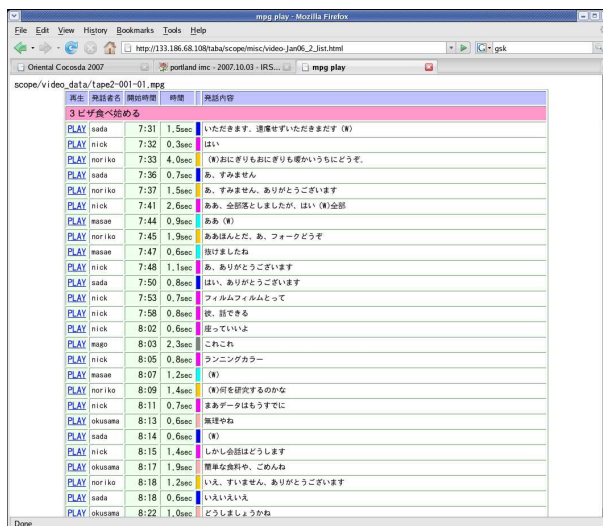 mpg play - Mozilla Firefox
File Edit View History Bookmarks Tools Help
http://133.186.68.108/taba/scope/misc/video-Jan06_2_list.html
gsk
Oriental Cocosda 2007 portland imc - 2007.10.03 - IRS... mpg play
scope/video_data/tape2-001-01.mpg
再生 発話者名 開始時間 時間 発話内容
3 ピザ食べ始める
PLAY sada 7:31 1.5sec いただきます、遠慮せずいただきまだす (W)
PLAY nick 7:32 0.3sec はい
PLAY noriko 7:33 4.0sec (W)おにぎりもおにぎりも暖かいうちにどうぞ、
PLAY sada 7:36 0.7sec あ、すみません
PLAY noriko 7:37 1.5sec あ、すみません、ありがとうございます
PLAY nick 7:41 2.6sec ああ、全部落としましたが、はい (W)全部
PLAY masae 7:44 0.9sec ああ (W)
PLAY noriko 7:45 1.9sec ああほんとだ、あ、フォークどうぞ
PLAY masae 7:47 0.6sec 抜けましたね
PLAY nick 7:48 1.1sec あ、ありがとうございます
PLAY sada 7:50 0.8sec はい、ありがとうございます
PLAY nick 7:53 0.7sec フィルムフィルムとって
PLAY nick 7:58 0.8sec 彼、話できる
PLAY nick 8:02 0.6sec 座っていいよ
PLAY mago 8:03 2.3sec これこれ
PLAY nick 8:05 0.8sec ランニングカラー
PLAY masae 8:07 1.2sec (W)
PLAY noriko 8:09 1.4sec (W)何を研究するのかな
PLAY nick 8:11 0.7sec まあデータはもうすでに
PLAY okusama 8:13 0.6sec 無理やね
PLAY sada 8:14 0.6sec (W)
PLAY nick 8:15 1.4sec しかし会話はどうします
PLAY okusama 8:17 1.9sec 簡単な食料や、ごめんね
PLAY noriko 8:18 1.2sec いえ、すいません、ありがとうございます
PLAY sada 8:18 0.6sec いえいえいえ
PLAY okusama 8:22 1.0sec どうしましょうかね
Done